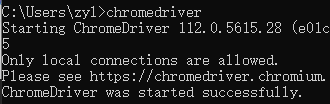 C:\Users\zyl>chromedriver
Starting ChromeDriver 112.0.5615.28 (e01c
5
Only local connections are allowed.
Please see https://chromedriver.chromium.
ChromeDriver was started successfully.